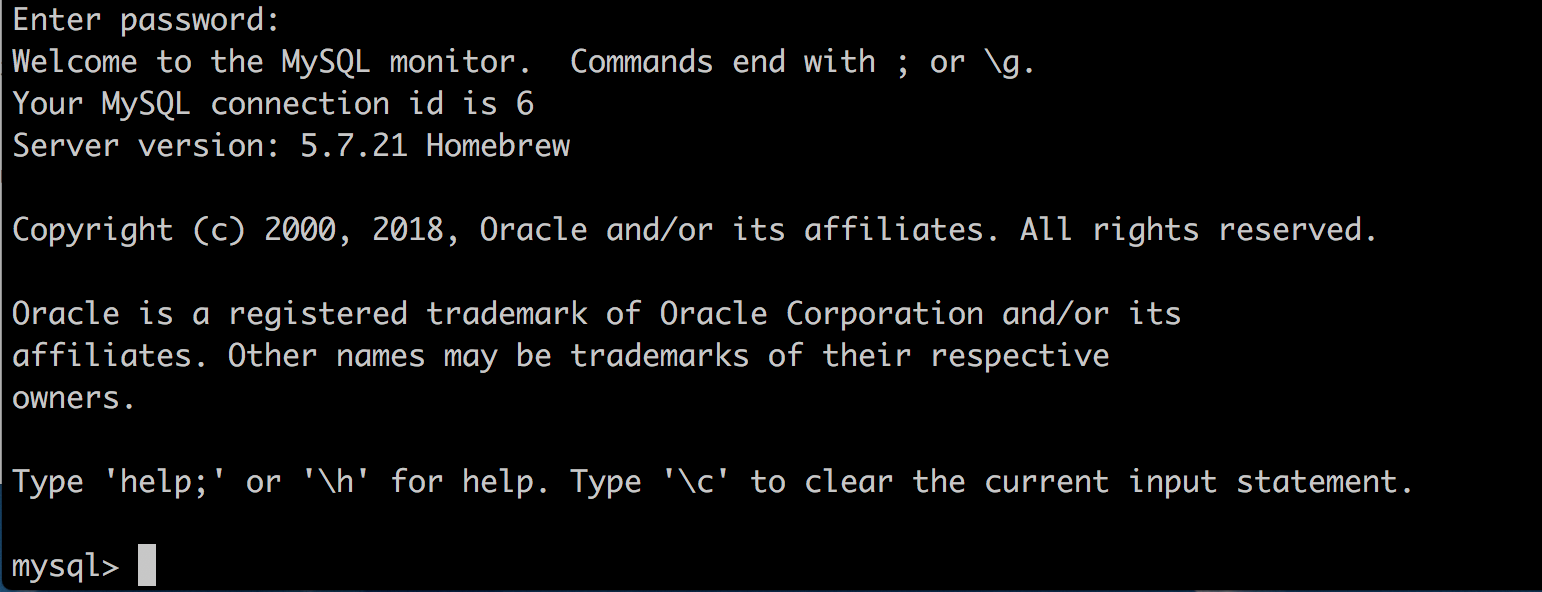 Enter password:
Welcome to the MySQL monitor.  Commands end with ; or \g.
Your MySQL connection id is 6
Server version: 5.7.21 Homebrew
Copyright (c) 2000, 2018, Oracle and/or its affiliates. All rights reserved.
Oracle is a registered trademark of Oracle Corporation and/or its
affiliates. Other names may be trademarks of their respective
owners.
Type 'help;' or '\h' for help. Type '\c' to clear the current input statement.
mysql>